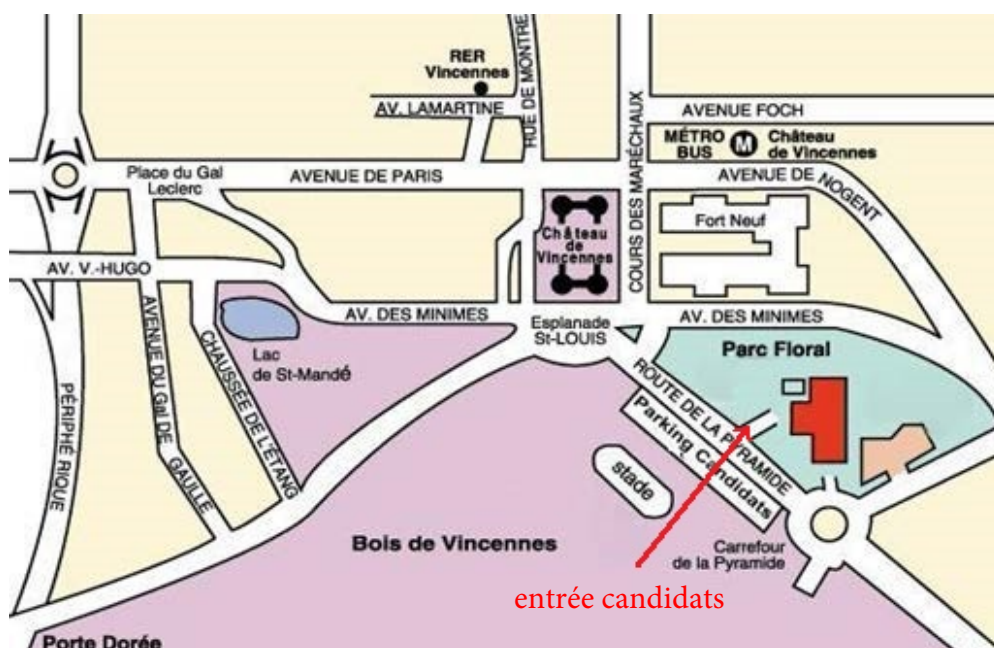 RER
Vincennes
AV. LAMARTINE
RUE DE MONTRE
COURS DES MARÉCHAUX
AVENUE FOCH
MÉTRO
BUS
M
Château
de Vincennes
Place du Gal
Leclerc
AVENUE DE PARIS
AVENUE DE NOGENT
Fort Neuf
Château
de
Vincennes
AV. V.-HUGO
AV. DES MINIMES
Esplanade
St-LOUIS
AV. DES MINIMES
Lac
de St-Mandé
Parc Floral
PÉRIPHÉ RIQUE
AVENUE DU Gal DE GAULLE
CHAUSSÉE DE L'ÉTANG
ROUTE DE LA PYRAMIDE
Parking Candidats
stade
Bois de Vincennes
Carrefour
de la Pyramide
entrée candidats
Porte Dorée